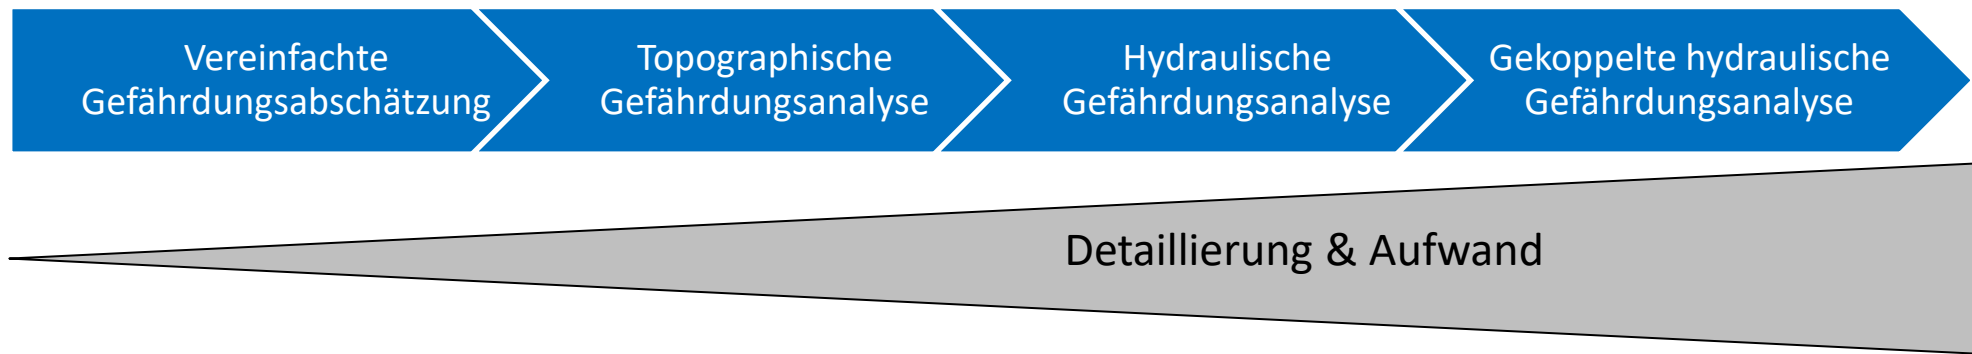 Vereinfachte
Gefährdungsabschätzung
Topographische
Gefährdungsanalyse
Hydraulische
Gefährdungsanalyse
Gekoppelte hydraulische
Gefährdungsanalyse
Detaillierung & Aufwand